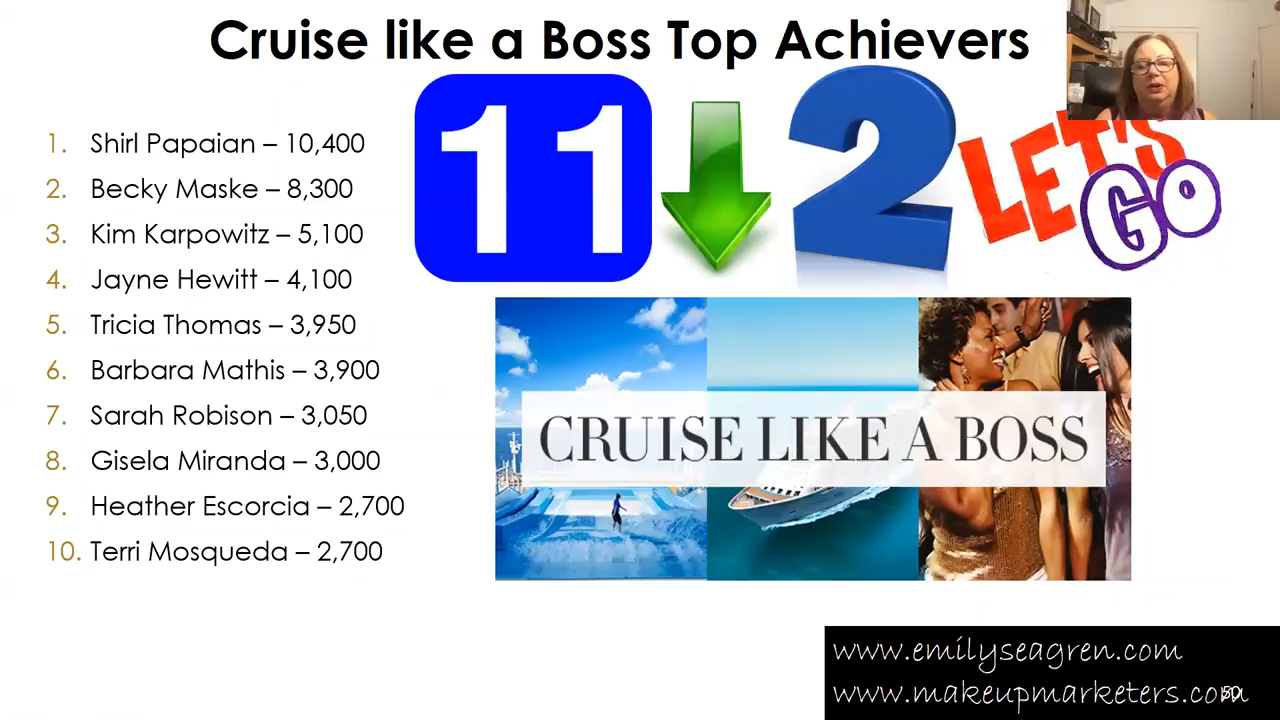 Cruise like a Boss Top Achievers
1. Shirl Papaian – 10,400
2. Becky Maske – 8,300
3. Kim Karpowitz – 5,100
4. Jayne Hewitt – 4,100
5. Tricia Thomas – 3,950
6. Barbara Mathis – 3,900
7. Sarah Robison – 3,050
8. Gisela Miranda – 3,000
9. Heather Escorcia – 2,700
10. Terri Mosqueda – 2,700
11 2
LET'S
GO
CRUISE LIKE A BOSS
www.emilyseagren.com
www.makeupmarketers.com
50